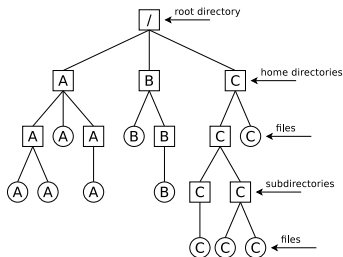 / root directory
A B C home directories
A A A B B C C files
A A A B C C subdirectories
C C C files